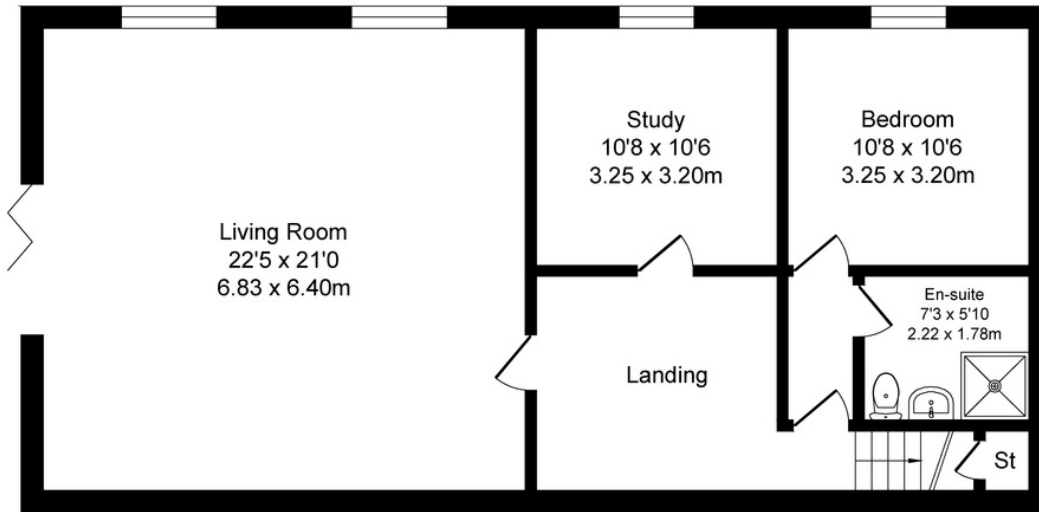 Study
10'8 x 10'6
3.25 x 3.20m
Bedroom
10'8 x 10'6
3.25 x 3.20m
Living Room
22'5 x 21'0
6.83 x 6.40m
En-suite
7'3 x 5'10
2.22 x 1.78m
Landing
St